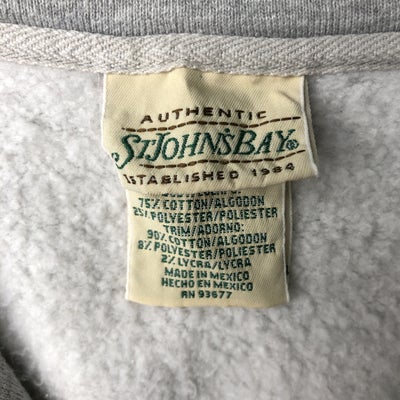 AUTHENTIC
ST.JOHN'SBAY®
ESTABLISHED 1984
75% COTTON/ALGODON
25% POLYESTER/POLIESTER
TRIM/ADORNO:
90% COTTON/ALGODON
8% POLYESTER/POLIESTER
2% LYCRA/LYCRA
MADE IN MEXICO
HECHO EN MEXICO
RN 93677